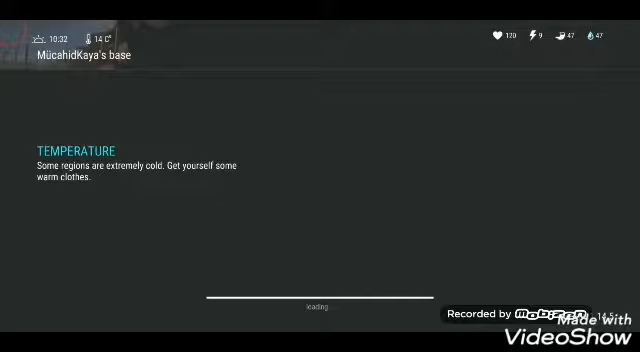 10:32 14 C° 120 9 47 47
MücahidKaya's base
TEMPERATURE
Some regions are extremely cold. Get yourself some
warm clothes.
loading
Recorded by
Made with
VideoShow